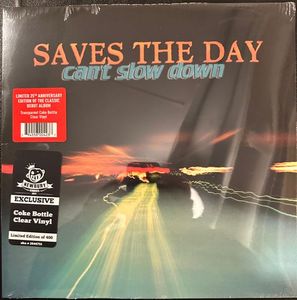 SAVES THE DAY
can't slow down
LIMITED 25TH ANNIVERSARY
EDITION OF THE CLASSIC
DEBUT ALBUM
Transparent Coke Bottle
Clear Vinyl
NEWBURY
EXCLUSIVE
Coke Bottle
Clear Vinyl
Limited Edition of 400